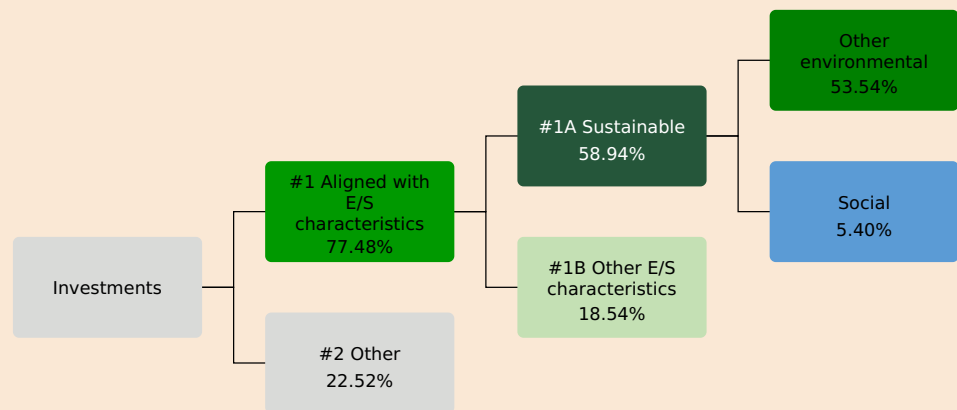 Investments
#1 Aligned with
E/S
characteristics
77.48%
#2 Other
22.52%
#1A Sustainable
58.94%
#1B Other E/S
characteristics
18.54%
Other
environmental
53.54%
Social
5.40%